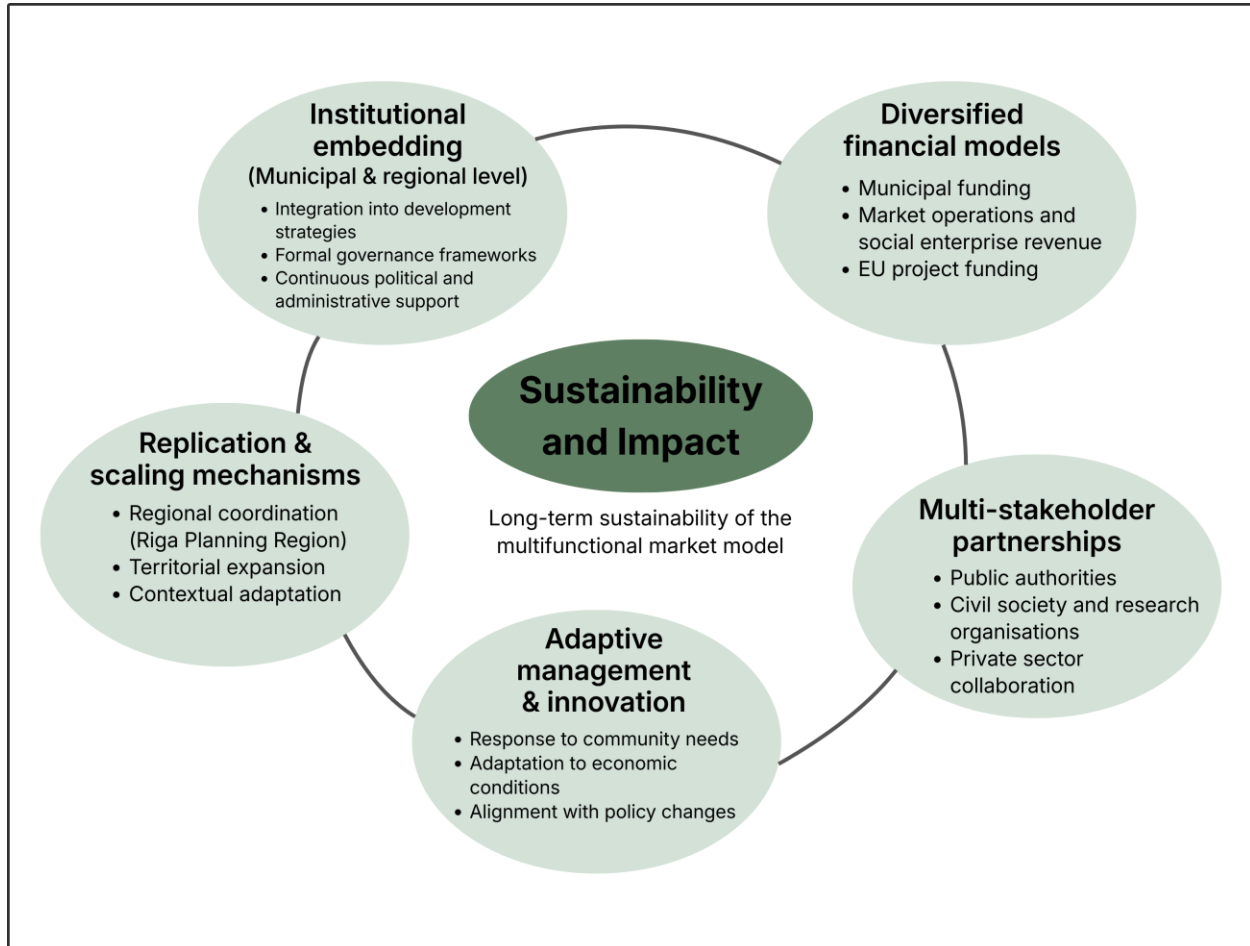 Institutional
embedding
(Municipal & regional level)
• Integration into development
strategies
• Formal governance frameworks
• Continuous political and
administrative support
Diversified
financial models
• Municipal funding
• Market operations and
social enterprise revenue
• EU project funding
Sustainability
and Impact
Long-term sustainability of the
multifunctional market model
Replication &
scaling mechanisms
• Regional coordination
(Riga Planning Region)
• Territorial expansion
• Contextual adaptation
Multi-stakeholder
partnerships
• Public authorities
• Civil society and research
organisations
• Private sector
collaboration
Adaptive
management
& innovation
• Response to community needs
• Adaptation to economic
conditions
• Alignment with policy changes